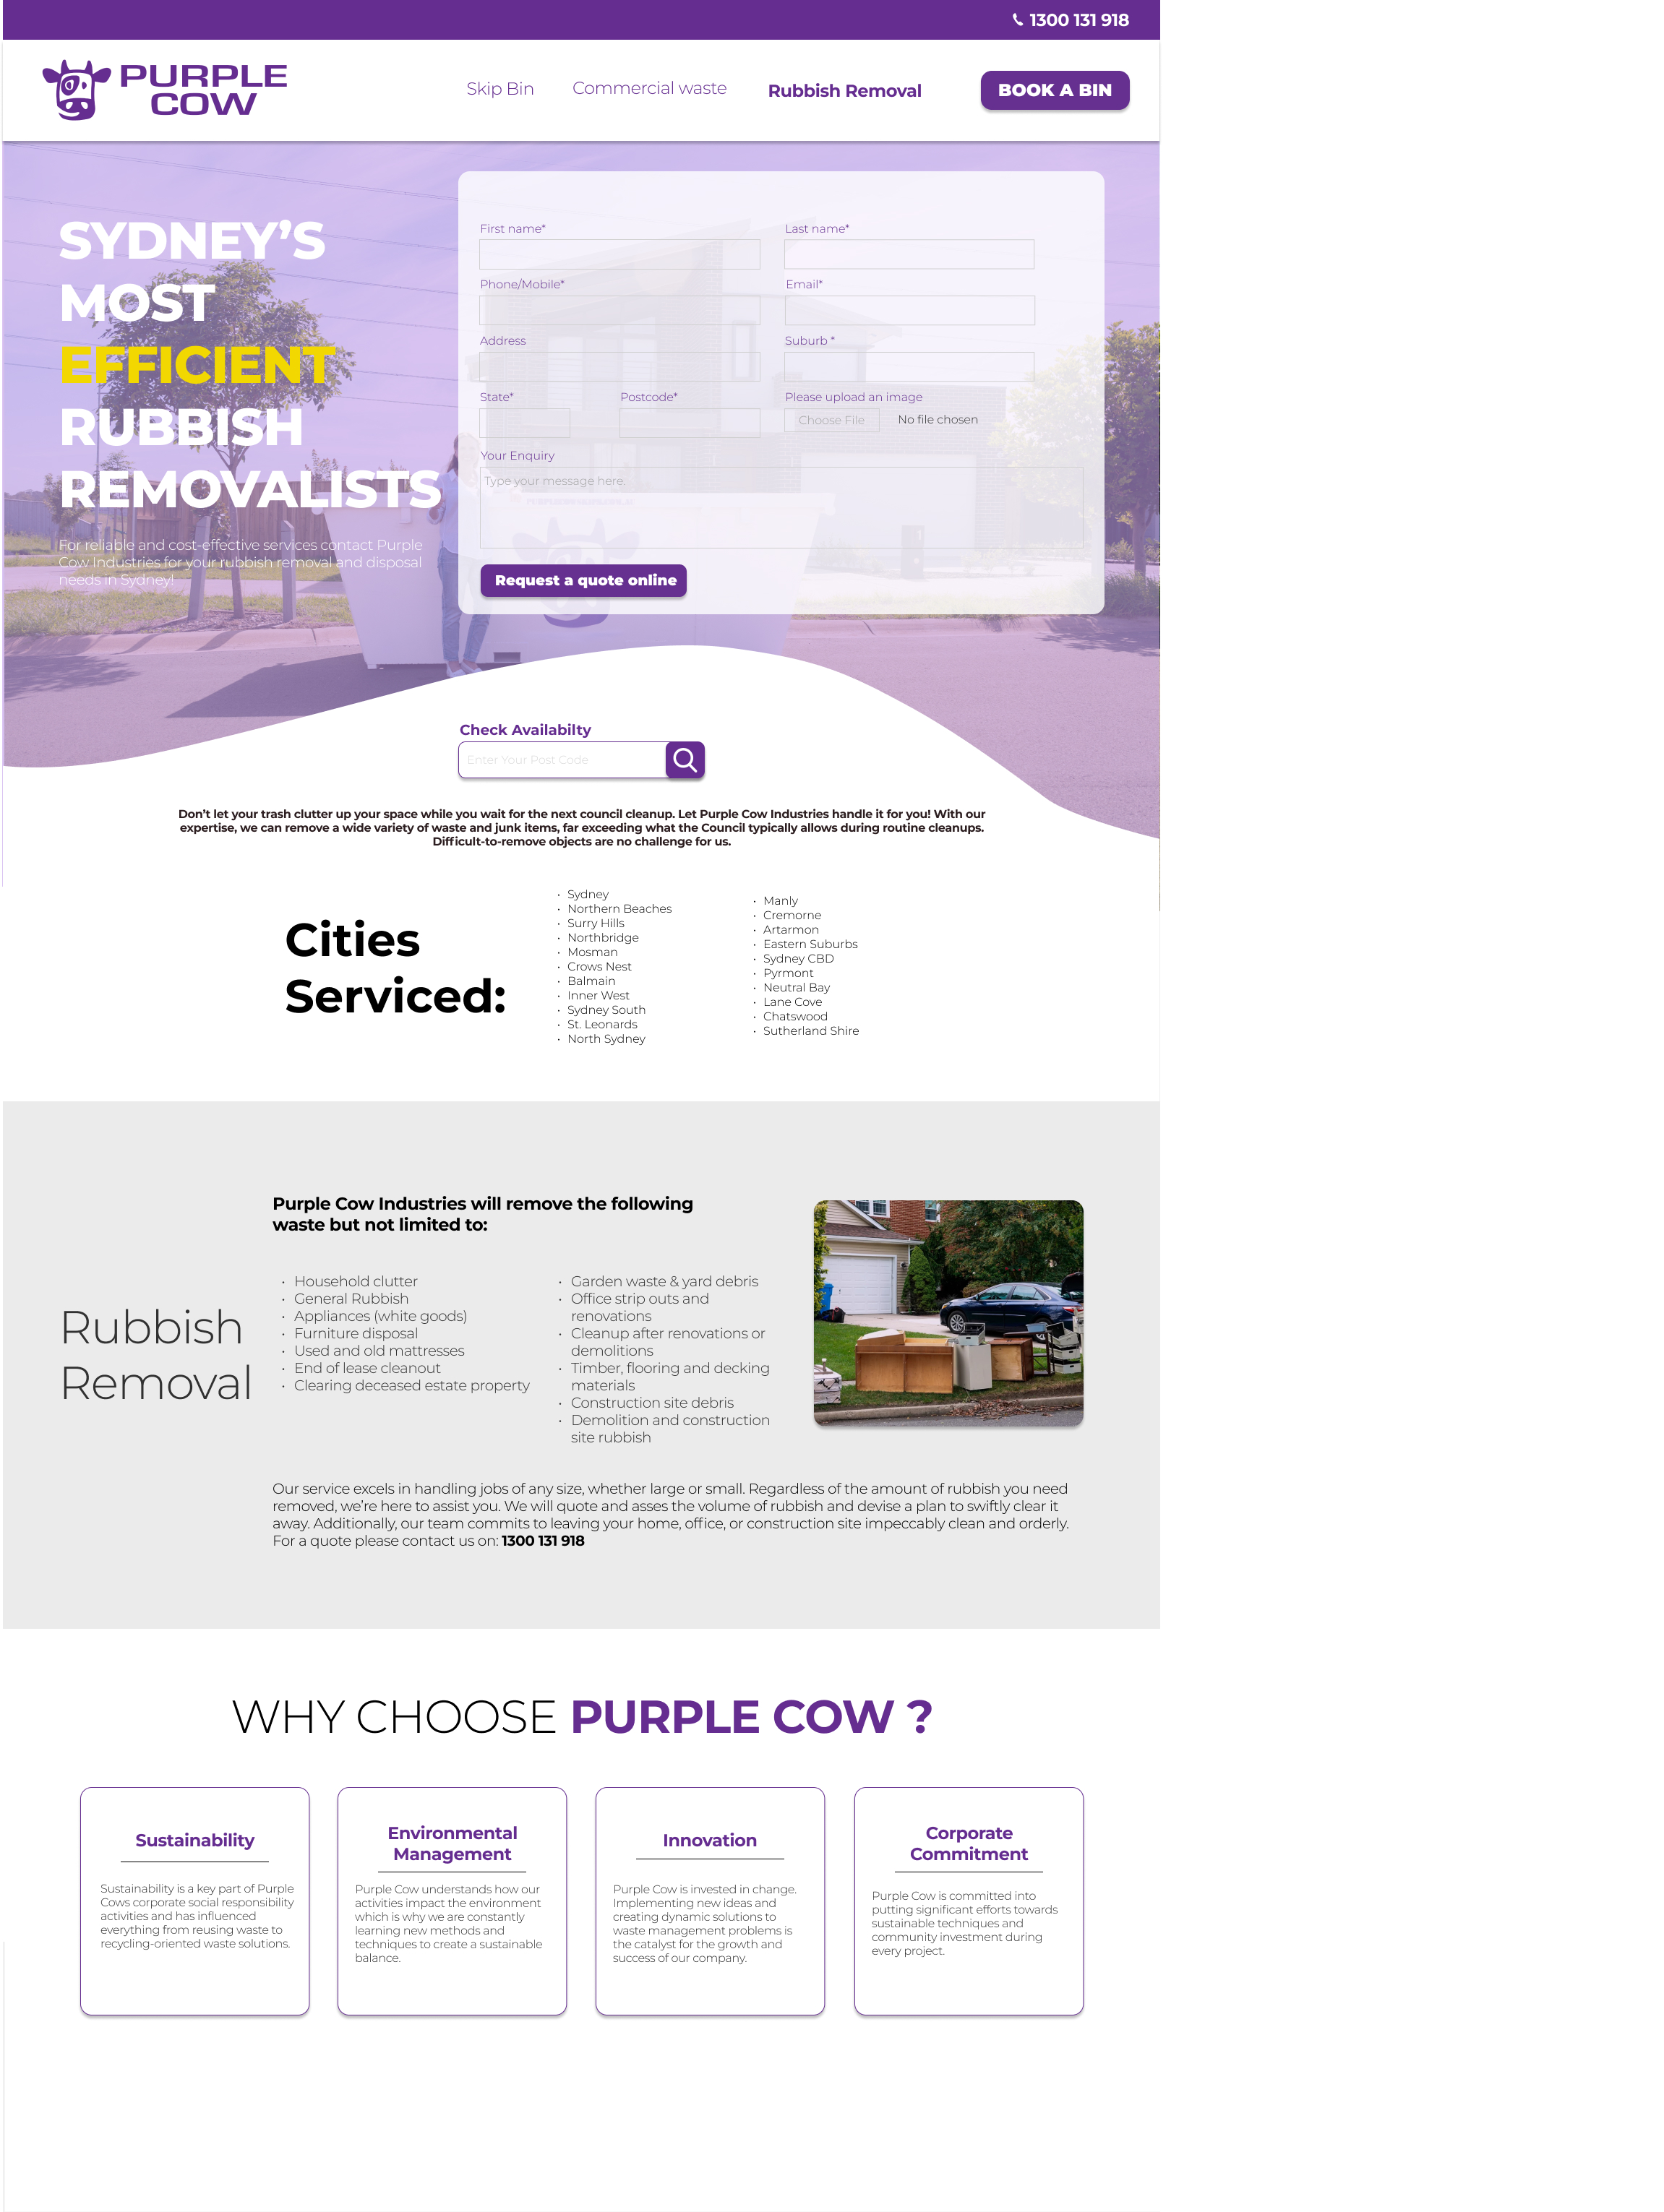 1300 131 918
PURPLE
COW
Skip Bin
Commercial waste
Rubbish Removal
BOOK A BIN
SYDNEY’S
MOST
EFFICIENT
RUBBISH
REMOVALISTS
For reliable and cost-effective services contact Purple
Cow Industries for your rubbish removal and disposal
needs in Sydney!
First name*
Last name*
Phone/Mobile*
Email*
Address
Suburb *
State*
Postcode*
Please upload an image
Choose File
No file chosen
Your Enquiry
Type your message here.
Request a quote online
Check Availabilty
Enter Your Post Code
Don’t let your trash clutter up your space while you wait for the next council cleanup. Let Purple Cow Industries handle it for you! With our
expertise, we can remove a wide variety of waste and junk items, far exceeding what the Council typically allows during routine cleanups.
Difficult-to-remove objects are no challenge for us.
Cities
Serviced:
• Sydney
• Northern Beaches
• Surry Hills
• Northbridge
• Mosman
• Crows Nest
• Balmain
• Inner West
• Sydney South
• St. Leonards
• North Sydney
• Manly
• Cremorne
• Artarmon
• Eastern Suburbs
• Sydney CBD
• Pyrmont
• Neutral Bay
• Lane Cove
• Chatswood
• Sutherland Shire
Rubbish
Removal
Purple Cow Industries will remove the following
waste but not limited to:
• Household clutter
• General Rubbish
• Appliances (white goods)
• Furniture disposal
• Used and old mattresses
• End of lease cleanout
• Clearing deceased estate property
• Garden waste & yard debris
• Office strip outs and
renovations
• Cleanup after renovations or
demolitions
• Timber, flooring and decking
materials
• Construction site debris
• Demolition and construction
site rubbish
Our service excels in handling jobs of any size, whether large or small. Regardless of the amount of rubbish you need
removed, we’re here to assist you. We will quote and asses the volume of rubbish and devise a plan to swiftly clear it
away. Additionally, our team commits to leaving your home, office, or construction site impeccably clean and orderly.
For a quote please contact us on: 1300 131 918
WHY CHOOSE PURPLE COW ?
Sustainability
Sustainability is a key part of Purple
Cows corporate social responsibility
activities and has influenced
everything from reusing waste to
recycling-oriented waste solutions.
Environmental
Management
Purple Cow understands how our
activities impact the environment
which is why we are constantly
learning new methods and
techniques to create a sustainable
balance.
Innovation
Purple Cow is invested in change.
Implementing new ideas and
creating dynamic solutions to
waste management problems is
the catalyst for the growth and
success of our company.
Corporate
Commitment
Purple Cow is committed into
putting significant efforts towards
sustainable techniques and
community investment during
every project.